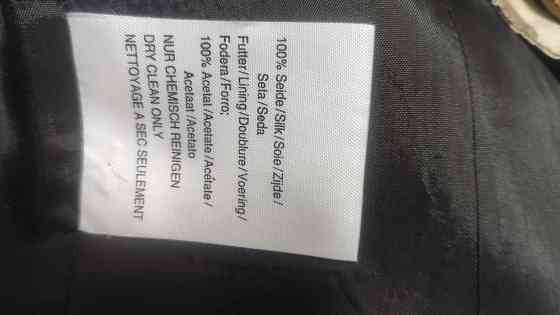 100% Seide/Silk/Soie/Zijde/
Seta/Seda
Futter/Lining/Doublure/Voering/
Fodera/Forro;
100% Acetat/Acetate/Acétate/
Acetaat/Acetato
NUR CHEMISCH REINIGEN
DRY CLEAN ONLY
NETTOYAGE A SEC SEULEMENT